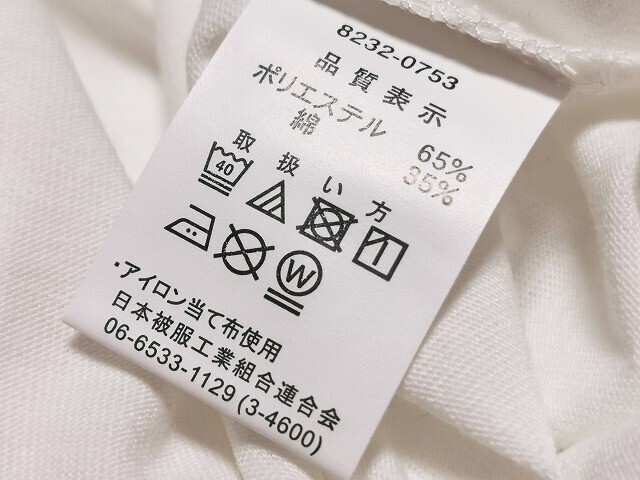 8232-0753
品質表示
ポリエステル 65%
綿 35%
取扱い方
40
W
・アイロン当て布使用
日本被服工業組合連合会
06-6533-1129 (3-4600)